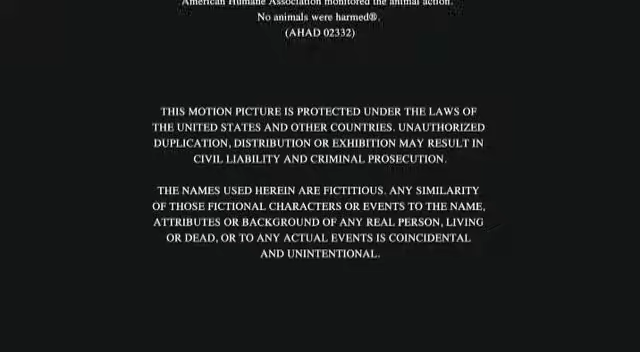 American Humane Association monitored the animal action.
No animals were harmed®.
(AHAD 02332)
THIS MOTION PICTURE IS PROTECTED UNDER THE LAWS OF
THE UNITED STATES AND OTHER COUNTRIES. UNAUTHORIZED
DUPLICATION, DISTRIBUTION OR EXHIBITION MAY RESULT IN
CIVIL LIABILITY AND CRIMINAL PROSECUTION.
THE NAMES USED HEREIN ARE FICTITIOUS. ANY SIMILARITY
OF THOSE FICTIONAL CHARACTERS OR EVENTS TO THE NAME,
ATTRIBUTES OR BACKGROUND OF ANY REAL PERSON, LIVING
OR DEAD, OR TO ANY ACTUAL EVENTS IS COINCIDENTAL
AND UNINTENTIONAL.